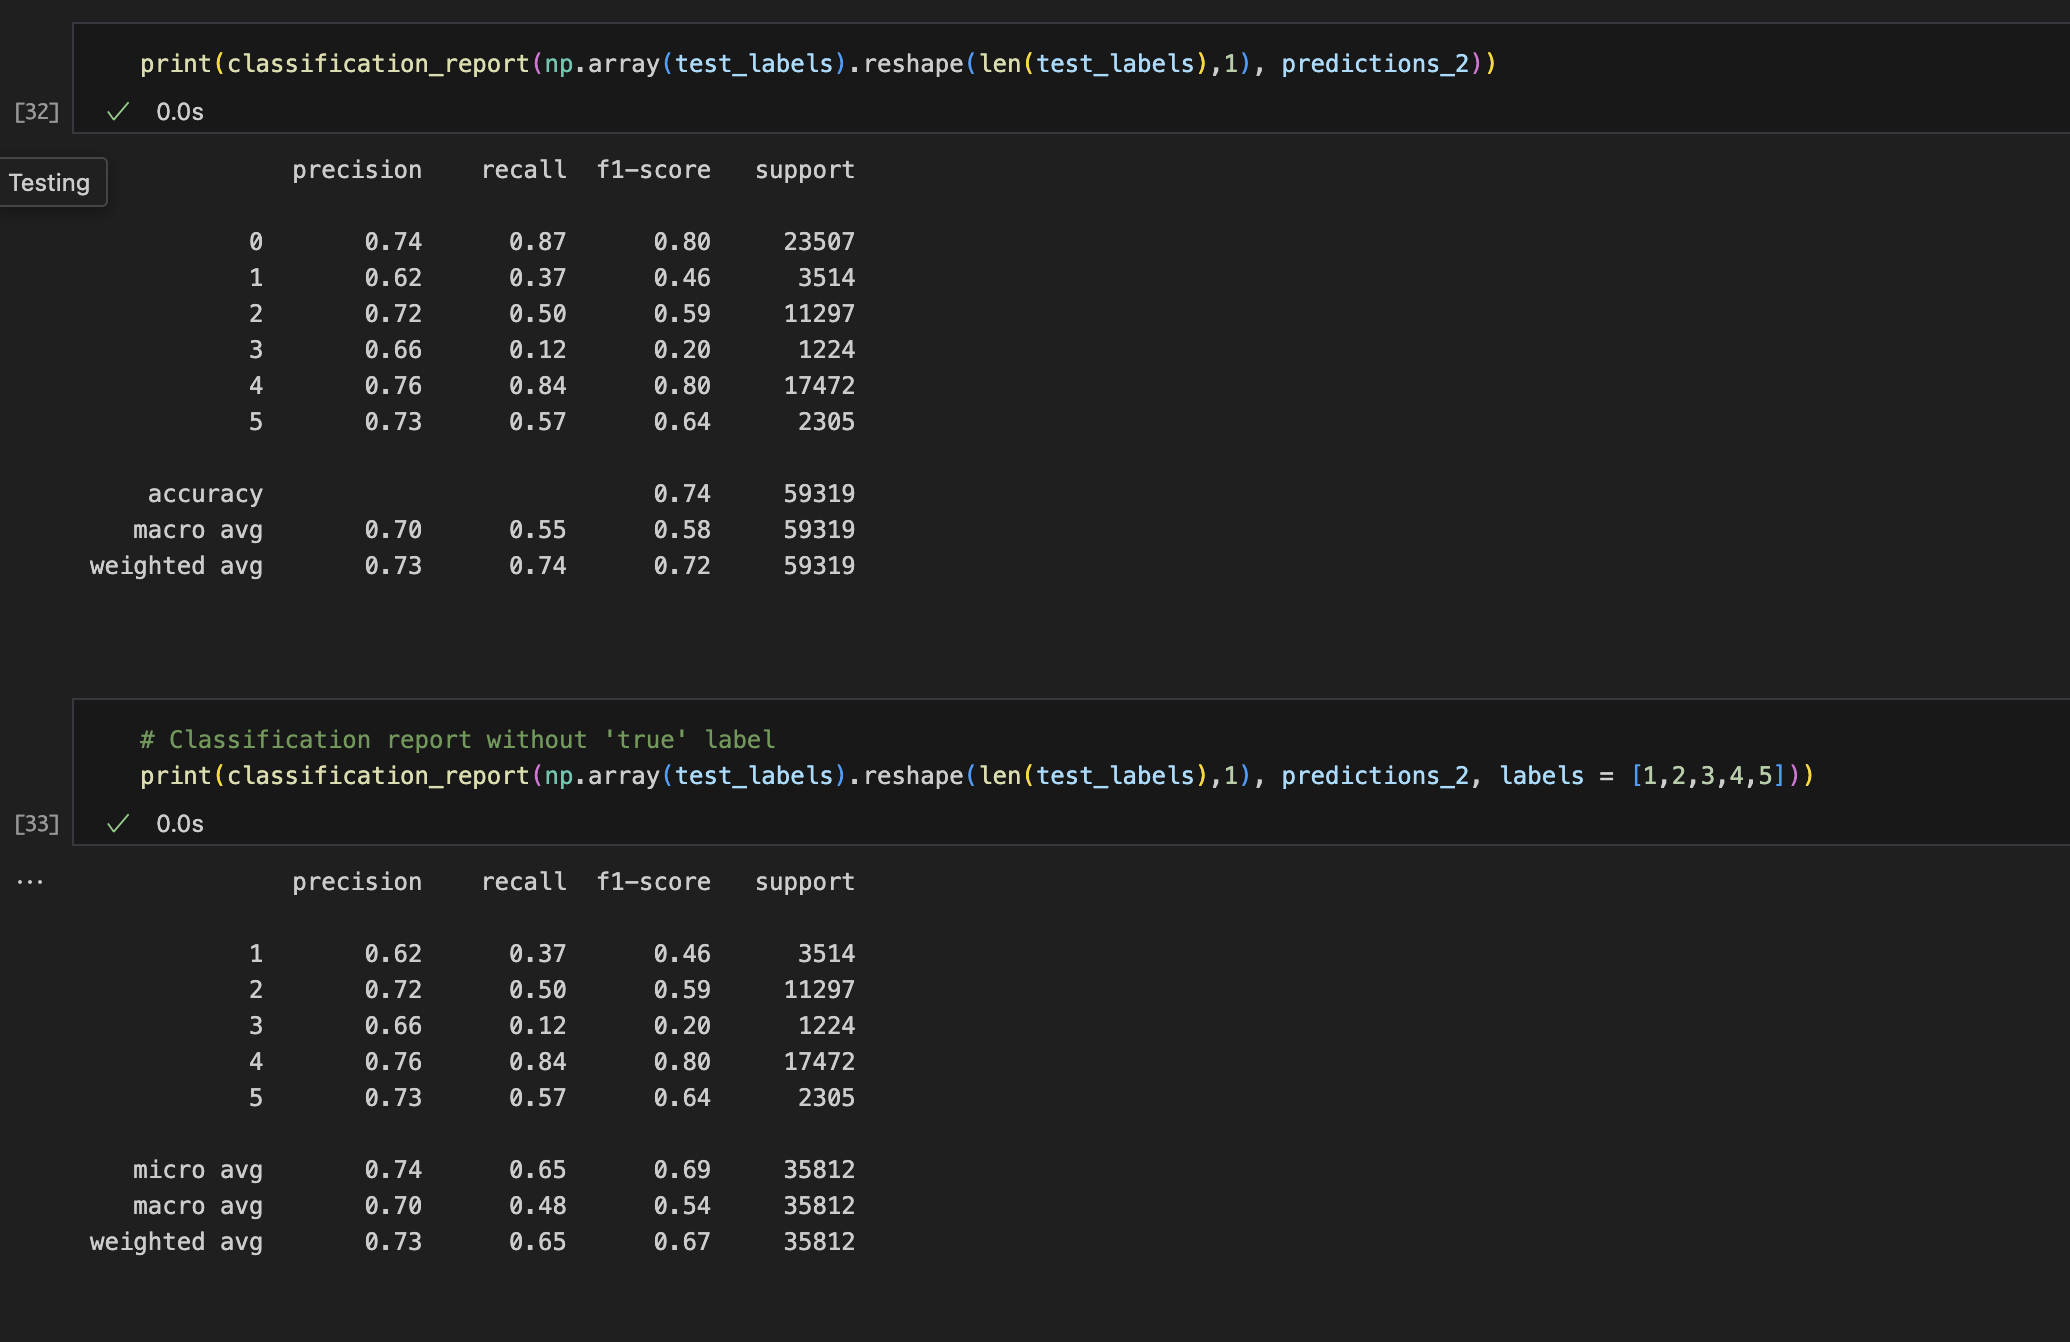 print(classification_report(np.array(test_labels).reshape(len(test_labels),1), predictions_2))
[32] ✓ 0.0s
Testing
precision recall f1-score support
0 0.74 0.87 0.80 23507
1 0.62 0.37 0.46 3514
2 0.72 0.50 0.59 11297
3 0.66 0.12 0.20 1224
4 0.76 0.84 0.80 17472
5 0.73 0.57 0.64 2305
accuracy 0.74 59319
macro avg 0.70 0.55 0.58 59319
weighted avg 0.73 0.74 0.72 59319
# Classification report without 'true' label
print(classification_report(np.array(test_labels).reshape(len(test_labels),1), predictions_2, labels = [1,2,3,4,5]))
[33] ✓ 0.0s
...
precision recall f1-score support
1 0.62 0.37 0.46 3514
2 0.72 0.50 0.59 11297
3 0.66 0.12 0.20 1224
4 0.76 0.84 0.80 17472
5 0.73 0.57 0.64 2305
micro avg 0.74 0.65 0.69 35812
macro avg 0.70 0.48 0.54 35812
weighted avg 0.73 0.65 0.67 35812